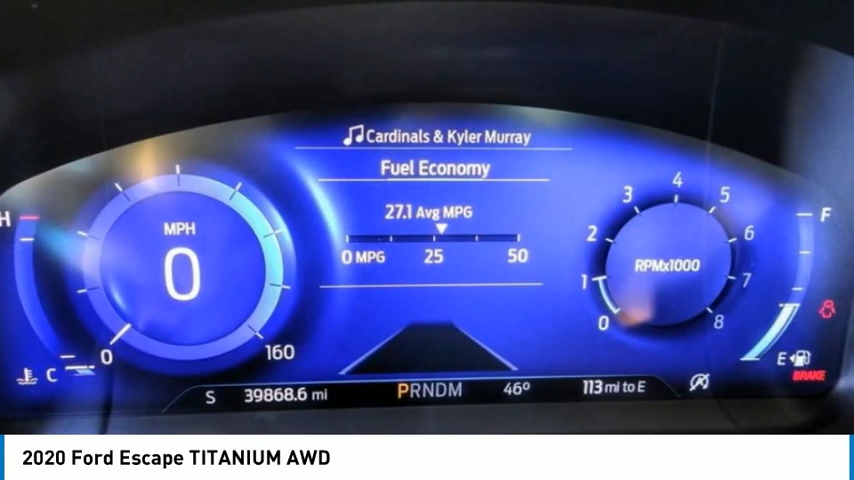 Cardinals & Kyler Murray
Fuel Economy
27.1 Avg MPG
0 MPG 25 50
MPH
0
0 160
H
C
0 1 2 3 4 5 6 7 8
RPMx1000
F
E
BRAKE
S 39868.6 mi PRNDM 46° 113 mi to E
2020 Ford Escape TITANIUM AWD